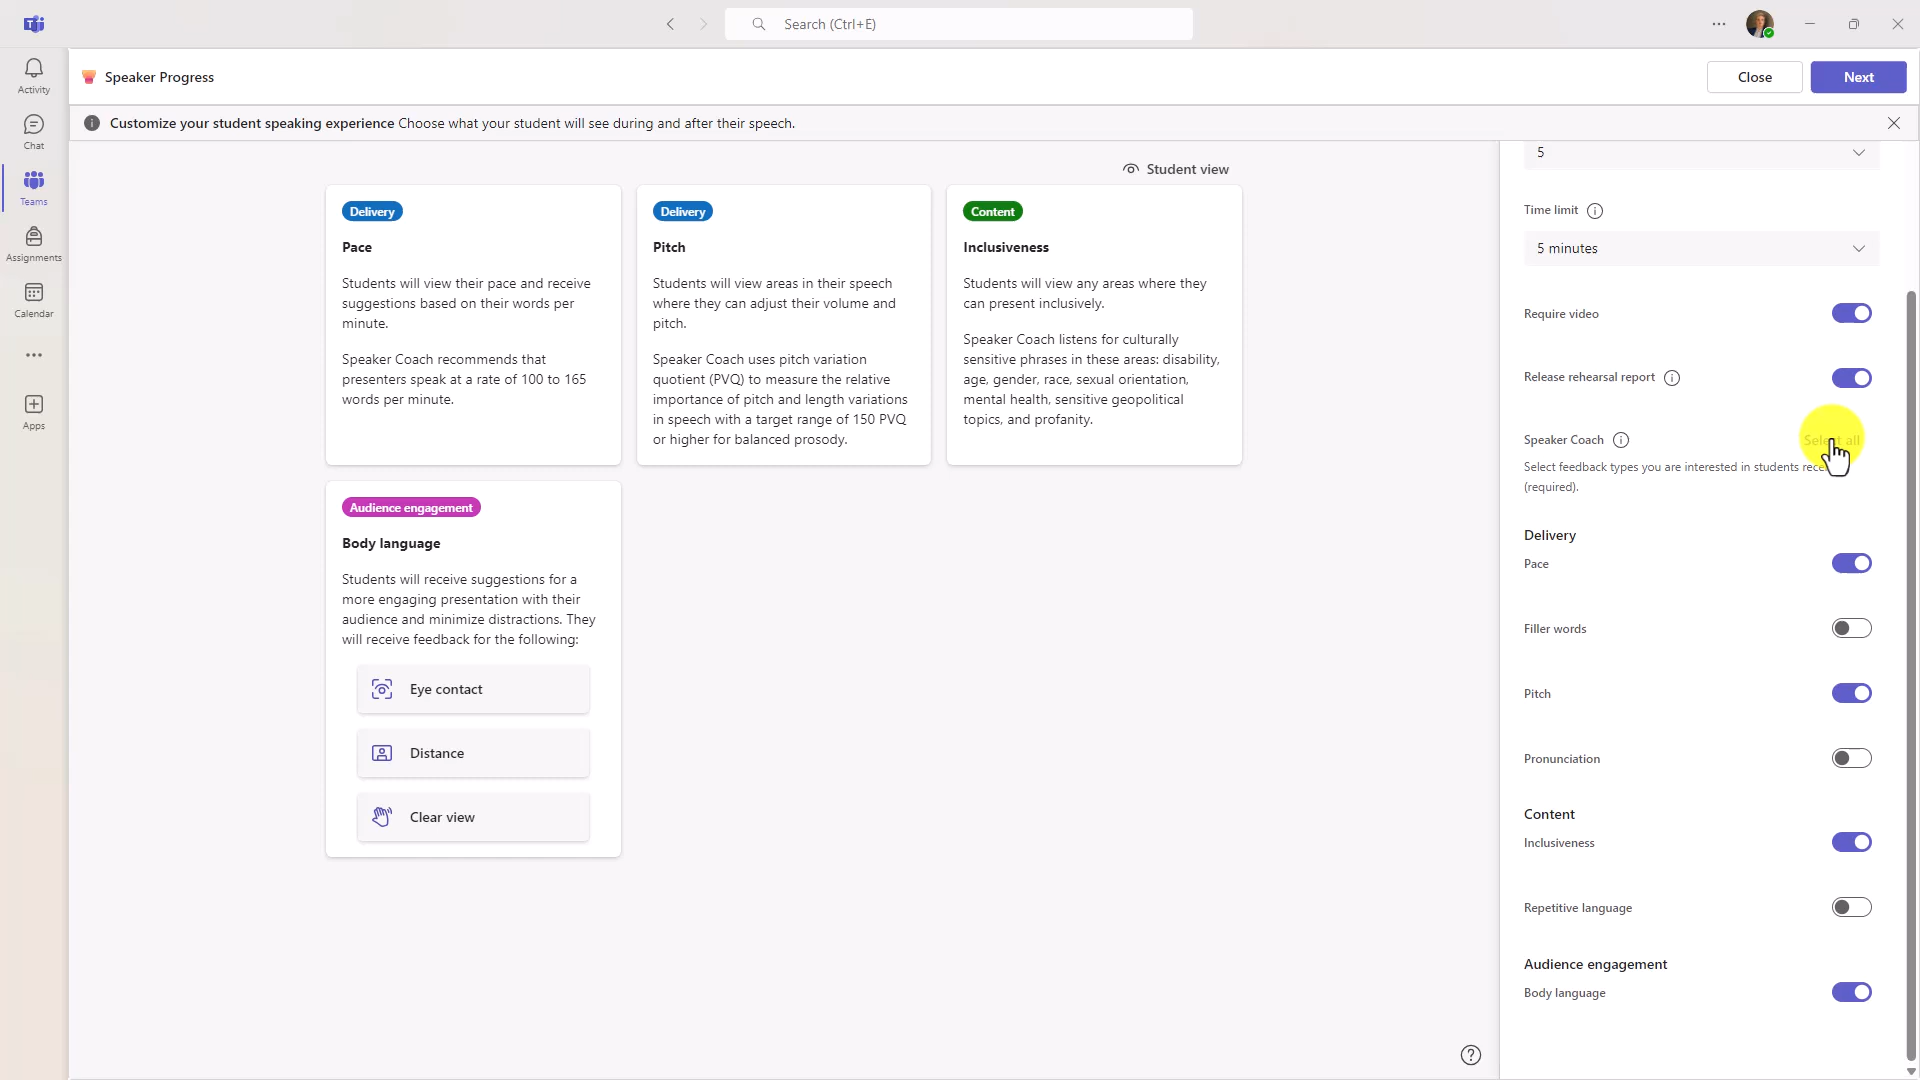 Search (Ctrl+E)
Activity
Chat
Teams
Assignments
Calendar
Apps
Speaker Progress
Close
Next
Customize your student speaking experience Choose what your student will see during and after their speech.
Student view
Delivery
Pace
Students will view their pace and receive
suggestions based on their words per
minute.
Speaker Coach recommends that
presenters speak at a rate of 100 to 165
words per minute.
Delivery
Pitch
Students will view areas in their speech
where they can adjust their volume and
pitch.
Speaker Coach uses pitch variation
quotient (PVQ) to measure the relative
importance of pitch and length variations
in speech with a target range of 150 PVQ
or higher for balanced prosody.
Content
Inclusiveness
Students will view any areas where they
can present inclusively.
Speaker Coach listens for culturally
sensitive phrases in these areas: disability,
age, gender, race, sexual orientation,
mental health, sensitive geopolitical
topics, and profanity.
Audience engagement
Body language
Students will receive suggestions for a
more engaging presentation with their
audience and minimize distractions. They
will receive feedback for the following:
Eye contact
Distance
Clear view
5
Time limit
5 minutes
Require video
Release rehearsal report
Speaker Coach
Select all
Select feedback types you are interested in students
(required).
Delivery
Pace
Filler words
Pitch
Pronunciation
Content
Inclusiveness
Repetitive language
Audience engagement
Body language